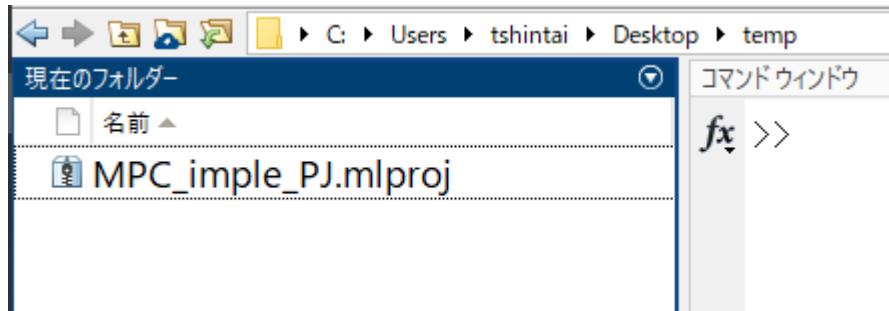 C: Users tshintai Desktop temp
現在のフォルダー
コマンド ウィンドウ
名前
fx >>
MPC_imple_PJ.mlproj